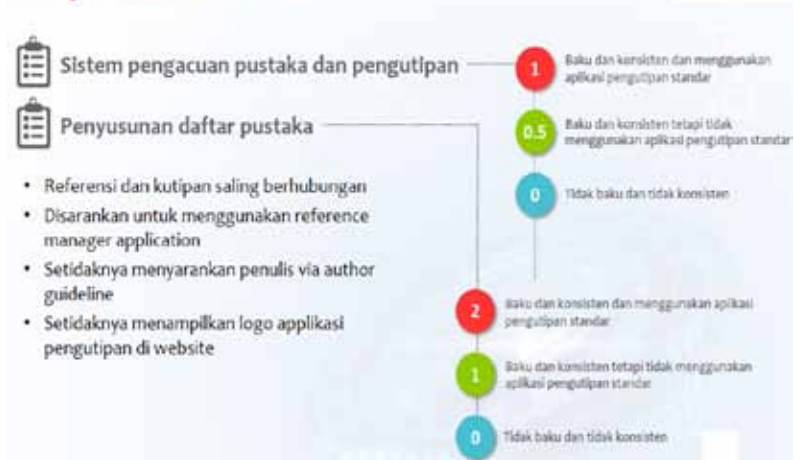 Sistem pengacuan pustaka dan pengutipan
Penyusunan daftar pustaka
• Referensi dan kutipan saling berhubungan
• Disarankan untuk menggunakan reference
manager application
• Setidaknya menyarankan penulis via author
guideline
• Setidaknya menampilkan logo applikasi
pengutipan di website
1
Baku dan konsisten dan menggunakan
aplikasi pengutipan standar
0.5
Baku dan konsisten tetapi tidak
menggunakan aplikasi pengutipan standar
0
Tidak baku dan tidak konsisten
2
Baku dan konsisten dan menggunakan aplikasi
pengutipan standar
1
Baku dan konsisten tetapi tidak menggunakan
aplikasi pengutipan standar
0
Tidak baku dan tidak konsisten